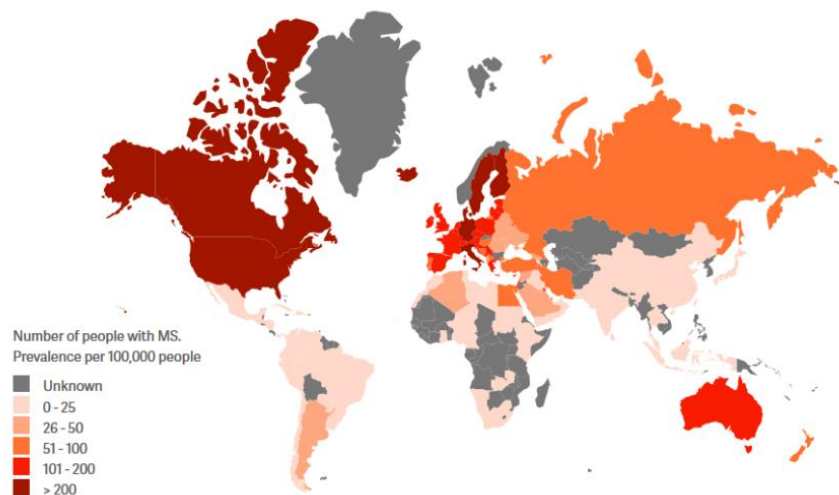 Number of people with MS.
Prevalence per 100,000 people
Unknown
0 - 25
26 - 50
51 - 100
101 - 200
> 200